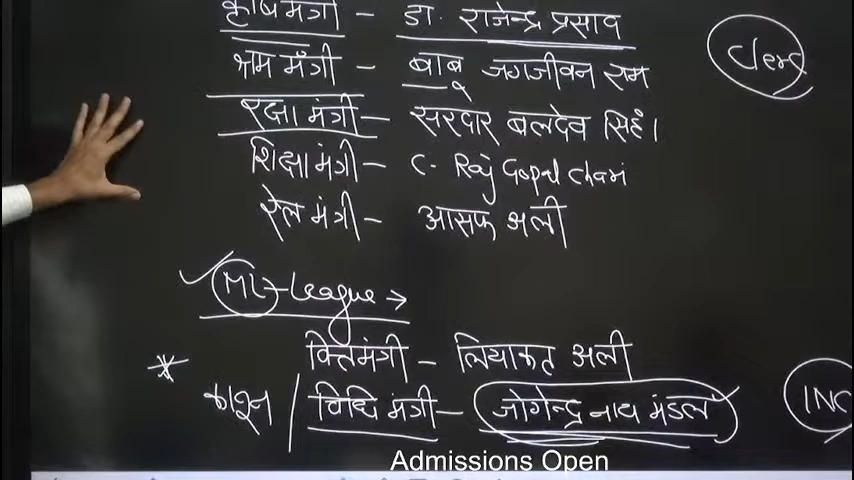 कृषि मंत्री - डा. राजेन्द्र प्रसाद
श्रम मंत्री - बाबू जगजीवन राम
रक्षा मंत्री - सरदार बलदेव सिहं।
शिक्षा मंत्री - C. Raj Gopal Chari
रेल मंत्री - आसफ अली
ML - League →
वित्तमंत्री - लियाकत अली
कानून / विधि मंत्री - जोगेन्द्र नाथ मंडल
INC
Admissions Open